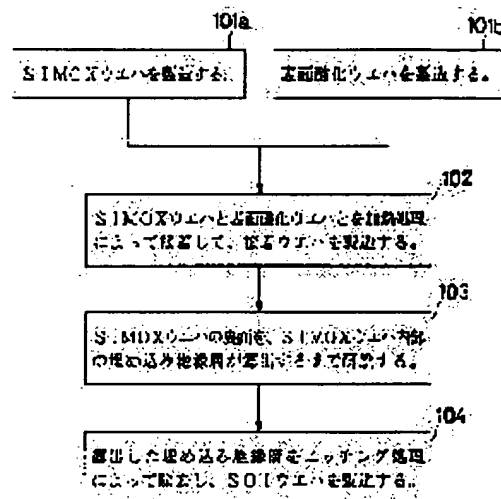 101a
101b
SIMOXウエハを製造する。
表面酸化ウエハを製造する。
102
SIMOXウエハと表面酸化ウエハとを加熱処理
によって接着して、接着ウエハを製造する。
103
SIMOXウエハの裏面を、SIMOXウエハ内部
の埋め込み絶縁層が露出するまで研磨する。
104
露出した埋め込み絶縁層をエッチング処理
によって除去し、SOIウエハを製造する。